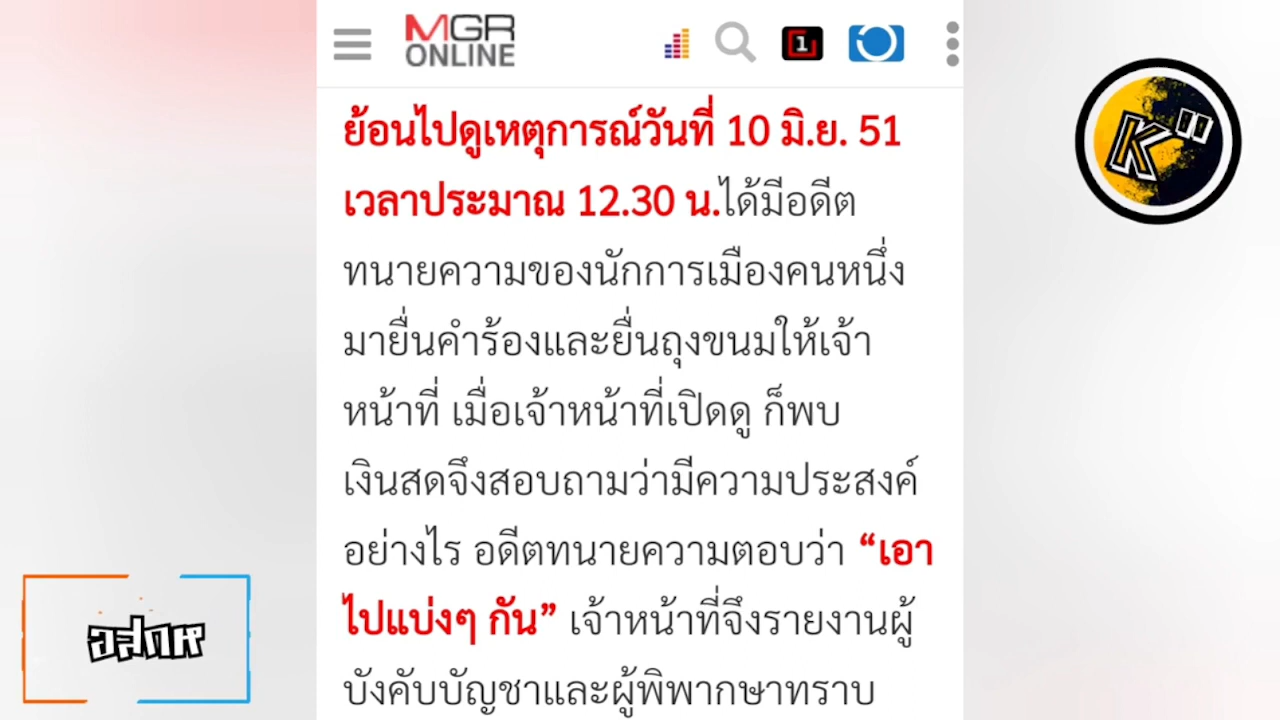 MGR
ONLINE
1
K"
ย้อนไปดูเหตุการณ์วันที่ 10 มิ.ย. 51
เวลาประมาณ 12.30 น.ได้มีอดีต
ทนายความของนักการเมืองคนหนึ่ง
มายื่นคำร้องและยื่นถุงขนมให้เจ้า
หน้าที่ เมื่อเจ้าหน้าที่เปิดดู ก็พบ
เงินสดจึงสอบถามว่ามีความประสงค์
อย่างไร อดีตทนายความตอบว่า “เอา
ไปแบ่งๆ กัน” เจ้าหน้าที่จึงรายงานผู้
บังคับบัญชาและผู้พิพากษาทราบ
อสกห